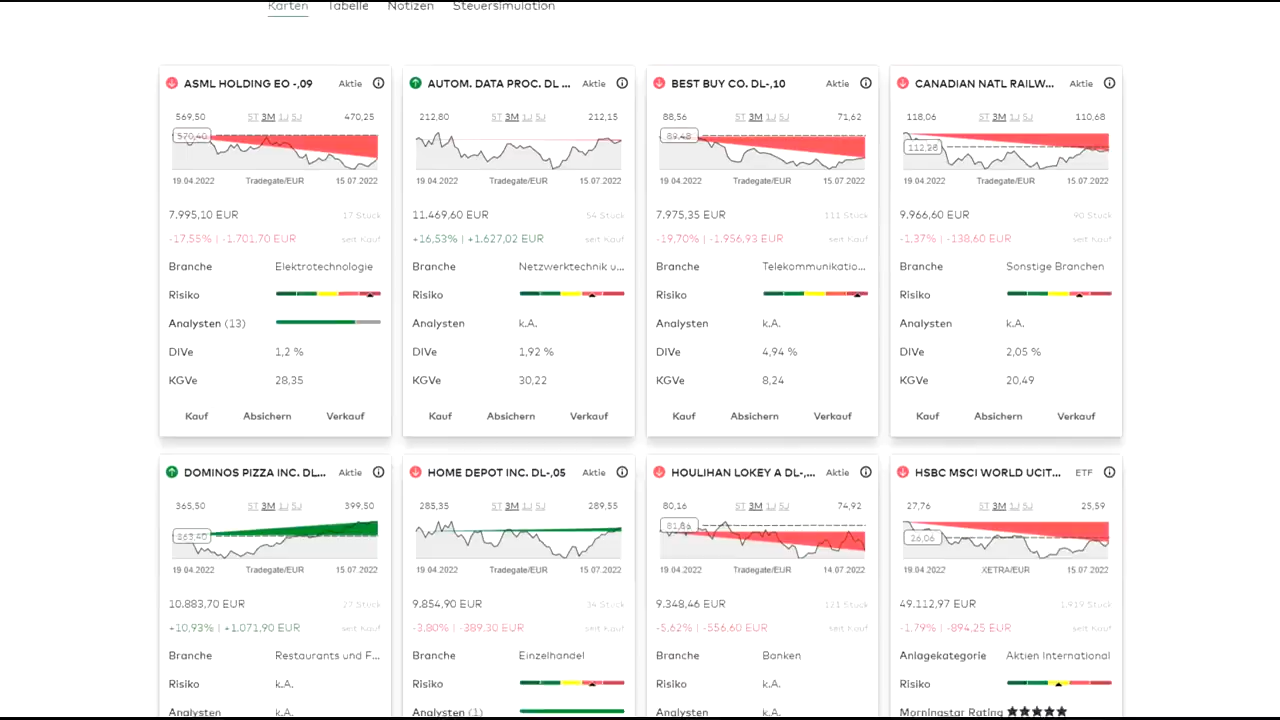 Karten Tabelle Notizen Steuersimulation
ASML HOLDING EO -,09 Aktie
569,50 ST 3M 1J 5J 470,25
570,40
19.04.2022 Tradegate/EUR 15.07.2022
7.995,10 EUR 17 Stück
-17,55% | -1.701,70 EUR seit Kauf
Branche Elektrotechnologie
Risiko
Analysten (13)
DIVe 1,2 %
KGVe 28,35
Kauf Absichern Verkauf
AUTOM. DATA PROC. DL ... Aktie
212,80 ST 3M 1J 5J 212,15
19.04.2022 Tradegate/EUR 15.07.2022
11.469,60 EUR 54 Stück
+16,53% | +1.627,02 EUR seit Kauf
Branche Netzwerktechnik u...
Risiko
Analysten k.A.
DIVe 1,92 %
KGVe 30,22
Kauf Absichern Verkauf
BEST BUY CO. DL-,10 Aktie
88,56 ST 3M 1J 5J 71,62
89,48
19.04.2022 Tradegate/EUR 15.07.2022
7.975,35 EUR 111 Stück
-19,70% | -1.956,93 EUR seit Kauf
Branche Telekommunikatio...
Risiko
Analysten k.A.
DIVe 4,94 %
KGVe 8,24
Kauf Absichern Verkauf
CANADIAN NATL RAILW... Aktie
118,06 ST 3M 1J 5J 110,68
112,28
19.04.2022 Tradegate/EUR 15.07.2022
9.966,60 EUR 90 Stück
-1,37% | -138,60 EUR seit Kauf
Branche Sonstige Branchen
Risiko
Analysten k.A.
DIVe 2,05 %
KGVe 20,49
Kauf Absichern Verkauf
DOMINOS PIZZA INC. DL... Aktie
365,50 ST 3M 1J 5J 399,50
363,40
19.04.2022 Tradegate/EUR 15.07.2022
10.883,70 EUR 27 Stück
+10,93% | +1.071,90 EUR seit Kauf
Branche Restaurants und F...
Risiko k.A.
Analysten k.A.
HOME DEPOT INC. DL-,05 Aktie
285,35 ST 3M 1J 5J 289,55
19.04.2022 Tradegate/EUR 15.07.2022
9.854,90 EUR 34 Stück
-3,80% | -389,30 EUR seit Kauf
Branche Einzelhandel
Risiko
Analysten (1)
HOULIHAN LOKEY A DL-,... Aktie
80,16 ST 3M 1J 5J 74,92
81,86
19.04.2022 Tradegate/EUR 14.07.2022
9.348,46 EUR 121 Stück
-5,62% | -556,60 EUR seit Kauf
Branche Banken
Risiko k.A.
Analysten k.A.
HSBC MSCI WORLD UCIT... ETF
27,76 ST 3M 1J 5J 25,59
26,06
19.04.2022 XETRA/EUR 15.07.2022
49.112,97 EUR 1.919 Stück
-1,79% | -894,25 EUR seit Kauf
Anlagekategorie Aktien International
Risiko
Morningstar Rating ★★★★★